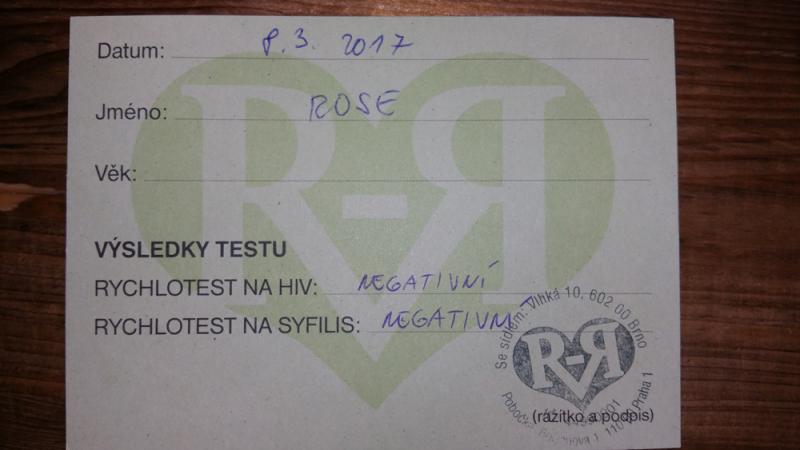 Datum: 8. 3. 2017
Jméno: ROSE
Věk:
R-R
VÝSLEDKY TESTU
RYCHLOTEST NA HIV: NEGATIVNÍ
RYCHLOTEST NA SYFILIS: NEGATIVNÍ
Se sídlem: Vlhká 10, 602 00 Brno
R-R
(razítko a podpis)
Praha 1